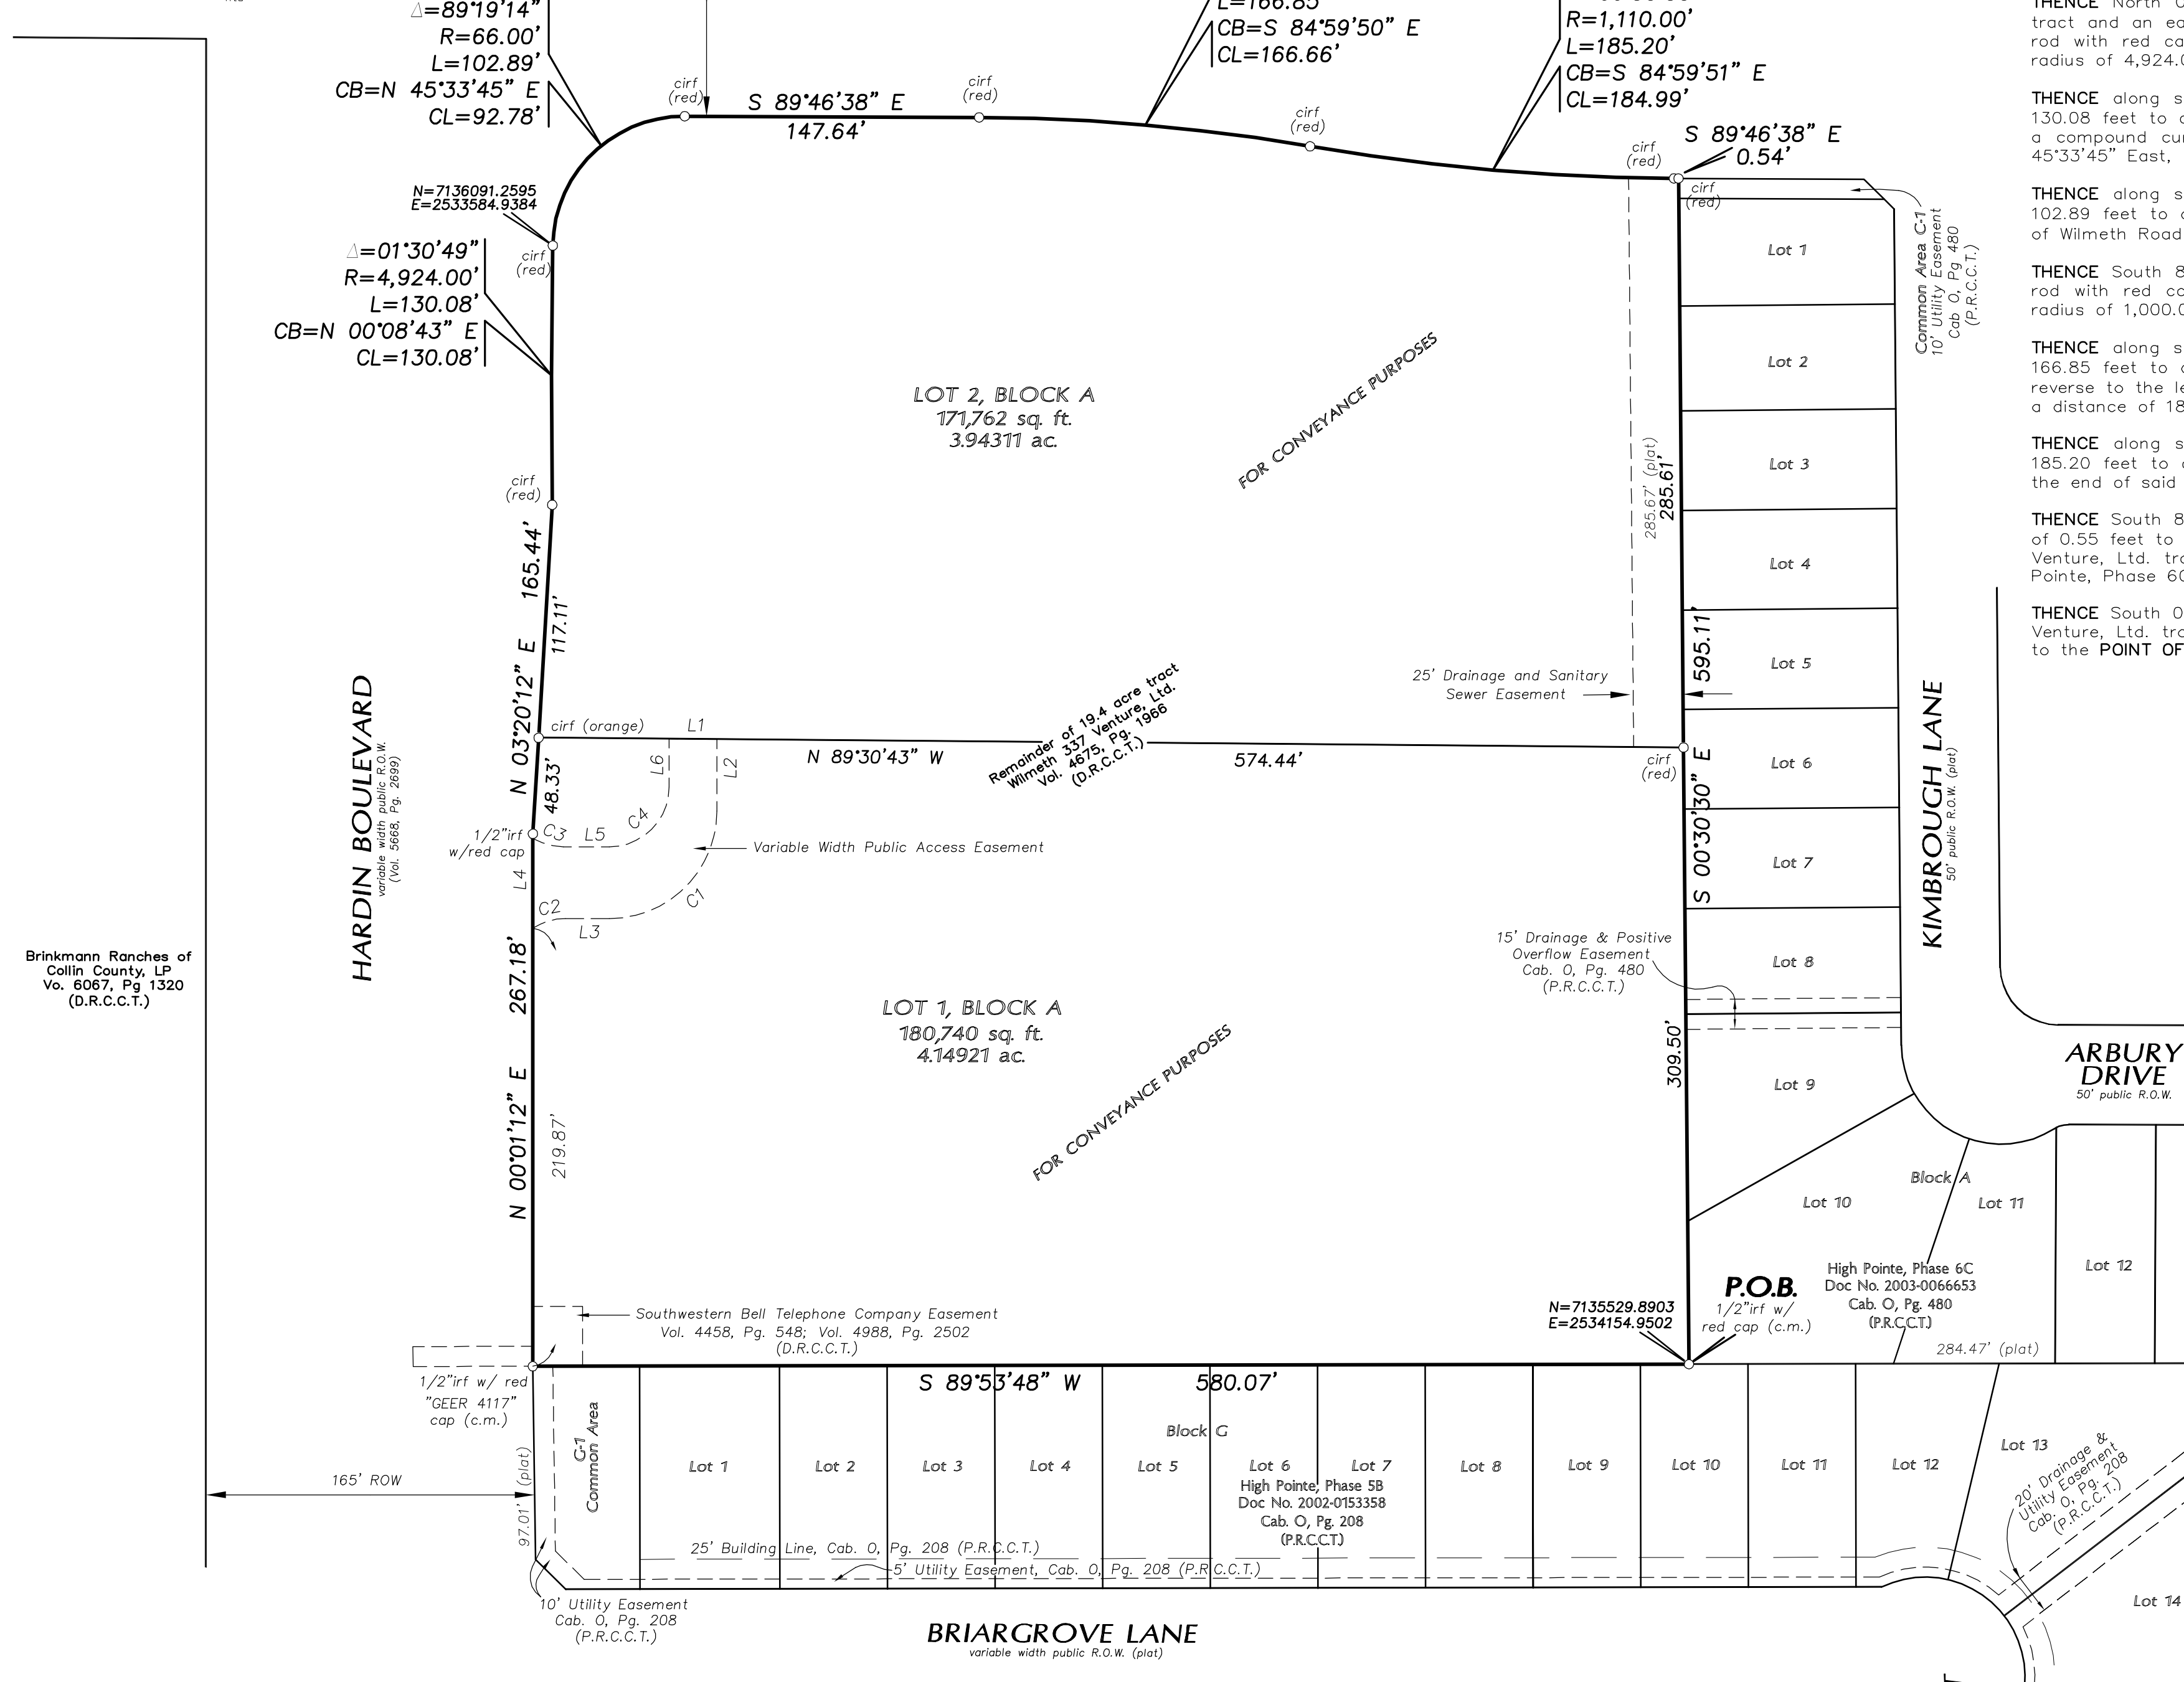 Δ=89°19'14"
R=66.00'
L=102.89'
CB=N 45°33'45" E
CL=92.78'
L=166.85'
CB=S 84°59'50" E
CL=166.66'
R=1,110.00'
L=185.20'
CB=S 84°59'51" E
CL=184.99'
cirf
(red)
S 89°46'38" E
147.64'
cirf
(red)
cirf
(red)
cirf
(red)
S 89°46'38" E
0.54'
cirf
(red)
N=7136091.2595
E=2533584.9384
cirf
(red)
Δ=01°30'49"
R=4,924.00'
L=130.08'
CB=N 00°08'43" E
CL=130.08'
LOT 2, BLOCK A
171,762 sq. ft.
3.94311 ac.
FOR CONVEYANCE PURPOSES
285.67' (plat)
285.61'
Lot 1
Lot 2
Lot 3
Lot 4
Lot 5
Lot 6
Lot 7
Lot 8
Lot 9
Common Area C-1
10' Utility Easement
Cab O, Pg 480
(P.R.C.C.T.)
cirf
(red)
165.44'
117.11'
N 03°20'12" E
48.33'
cirf (orange)
L1
L6
L2
N 89°30'43" W
574.44'
Remainder of 19.4 acre tract
Wilmeth 337 Venture, Ltd.
Vol. 4675, Pg. 1966
(D.R.C.C.T.)
25' Drainage and Sanitary
Sewer Easement
595.11'
cirf
(red)
S 00°30'30" E
HARDIN BOULEVARD
variable width public R.O.W.
(Vol. 5668, Pg. 2699)
KIMBROUGH LANE
50' public R.O.W. (plat)
1/2"irf
w/red cap
C3
L5
C4
L4
C2
L3
C1
Variable Width Public Access Easement
Brinkmann Ranches of
Collin County, LP
Vo. 6067, Pg 1320
(D.R.C.C.T.)
267.18'
N 00°01'12" E
219.87'
LOT 1, BLOCK A
180,740 sq. ft.
4.14921 ac.
FOR CONVEYANCE PURPOSES
15' Drainage & Positive
Overflow Easement
Cab. O, Pg. 480
(P.R.C.C.T.)
309.50'
ARBURY
DRIVE
50' public R.O.W.
Block A
Lot 10
Lot 11
Lot 12
High Pointe, Phase 6C
Doc No. 2003-0066653
Cab. O, Pg. 480
(P.R.C.C.T.)
284.47' (plat)
P.O.B.
1/2"irf w/
red cap (c.m.)
N=7135529.8903
E=2534154.9502
Southwestern Bell Telephone Company Easement
Vol. 4458, Pg. 548; Vol. 4988, Pg. 2502
(D.R.C.C.T.)
1/2"irf w/ red
"GEER 4117"
cap (c.m.)
S 89°53'48" W
580.07'
97.01' (plat)
165' ROW
C-1
Common Area
Block G
Lot 1
Lot 2
Lot 3
Lot 4
Lot 5
Lot 6
Lot 7
Lot 8
Lot 9
Lot 10
Lot 11
Lot 12
Lot 13
Lot 14
High Pointe, Phase 5B
Doc No. 2002-0153358
Cab. O, Pg. 208
(P.R.C.C.T.)
20' Drainage &
Utility Easement
Cab. O, Pg. 208
(P.R.C.C.T.)
25' Building Line, Cab. O, Pg. 208 (P.R.C.C.T.)
5' Utility Easement, Cab. O, Pg. 208 (P.R.C.C.T.)
10' Utility Easement
Cab. O, Pg. 208
(P.R.C.C.T.)
BRIARGROVE LANE
variable width public R.O.W. (plat)
THENCE North
tract and an
rod with red
radius of
THENCE along
130.08 feet to
a compound
45°33'45" East,
THENCE along
102.89 feet to
of Wilmeth Road
THENCE South
rod with red
radius of
THENCE along
166.85 feet to
reverse to the
a distance of
THENCE along
185.20 feet to
the end of said
THENCE South
of 0.55 feet to
Venture, Ltd.
Pointe, Phase
THENCE South
Venture, Ltd.
to the POINT OF